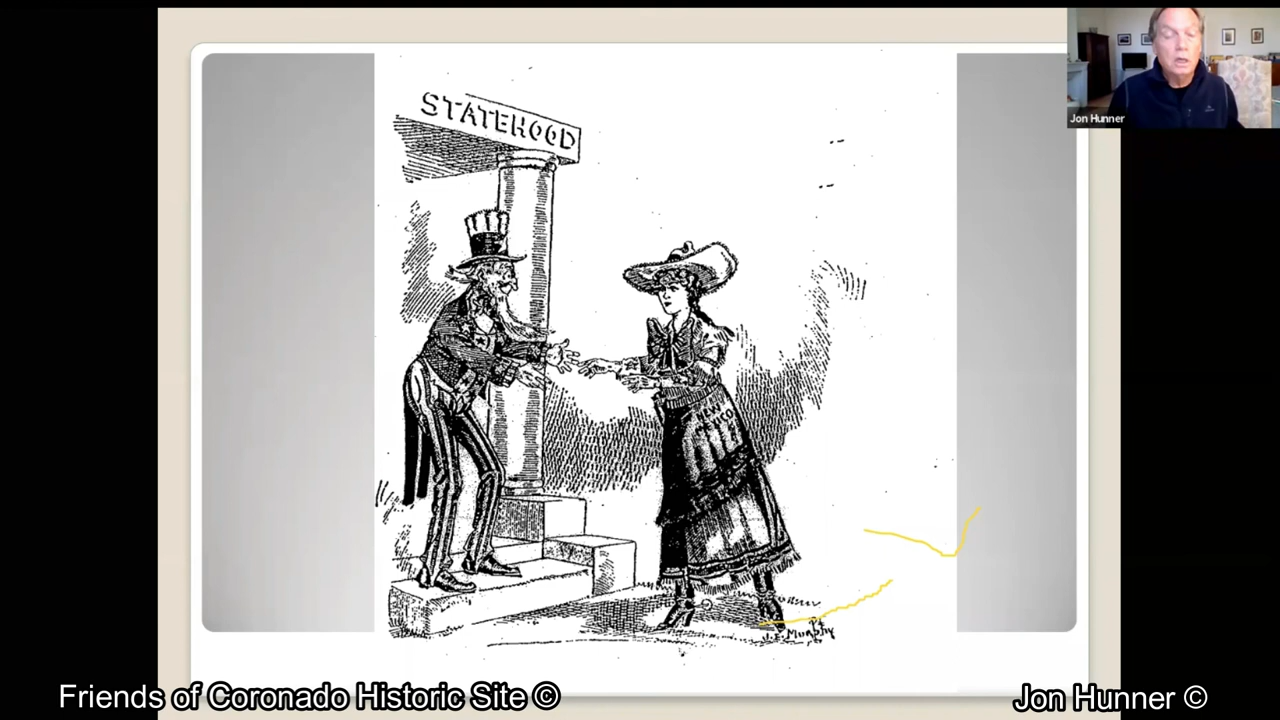 Jon Hunner
STATEHOOD
NEW
MEXICO
J.E. Murphy
Friends of Coronado Historic Site ©
Jon Hunner ©